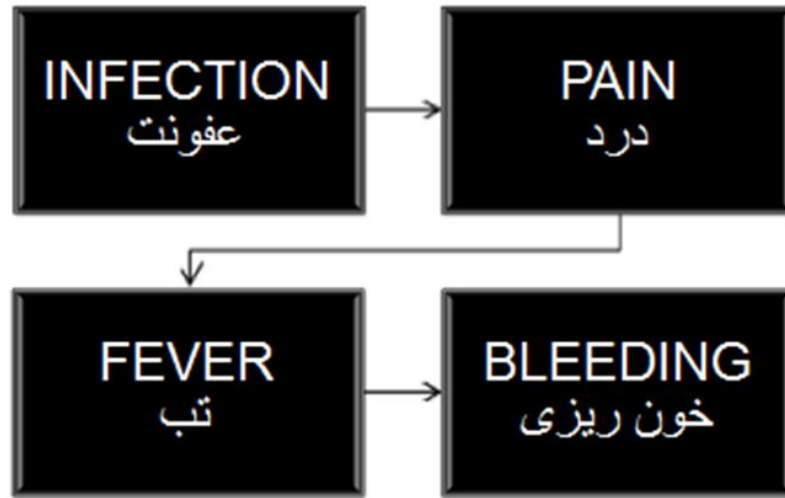 INFECTION
عفونت
PAIN
درد
FEVER
تب
BLEEDING
خون ریزی